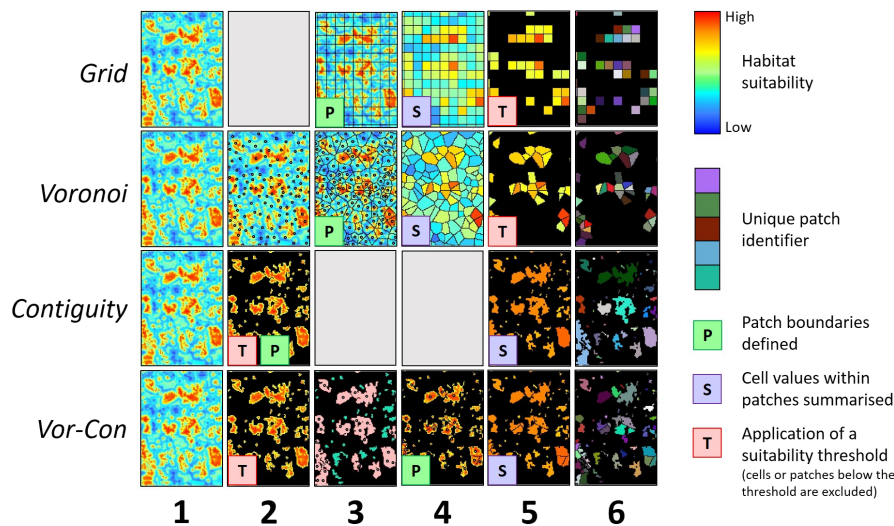 Grid
P
S
T
Voronoi
P
S
T
Contiguity
T
P
S
Vor-Con
T
P
S
1
2
3
4
5
6
High
Habitat
suitability
Low
Unique patch
identifier
P
Patch boundaries
defined
S
Cell values within
patches summarised
T
Application of a
suitability threshold
(cells or patches below the
threshold are excluded)